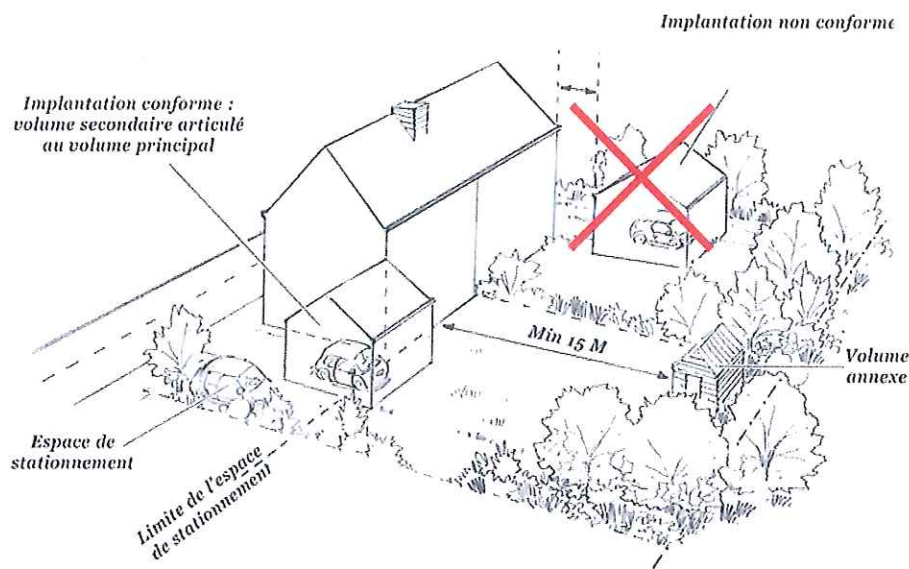 Implantation non conforme
Implantation conforme :
volume secondaire articulé
au volume principal
Min 15 M
Volume
annexe
Espace de
stationnement
Limite de l'espace
de stationnement